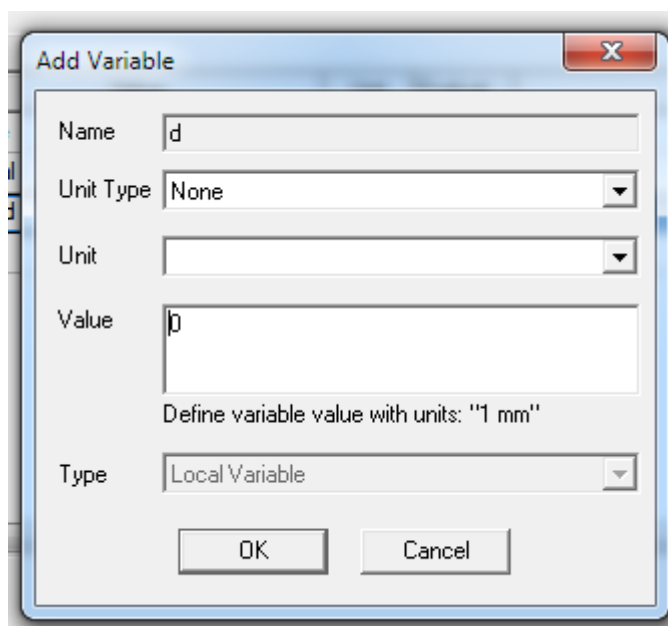 Add Variable
Name d
Unit Type None
Unit
Value 0
Define variable value with units: "1 mm"
Type Local Variable
OK Cancel